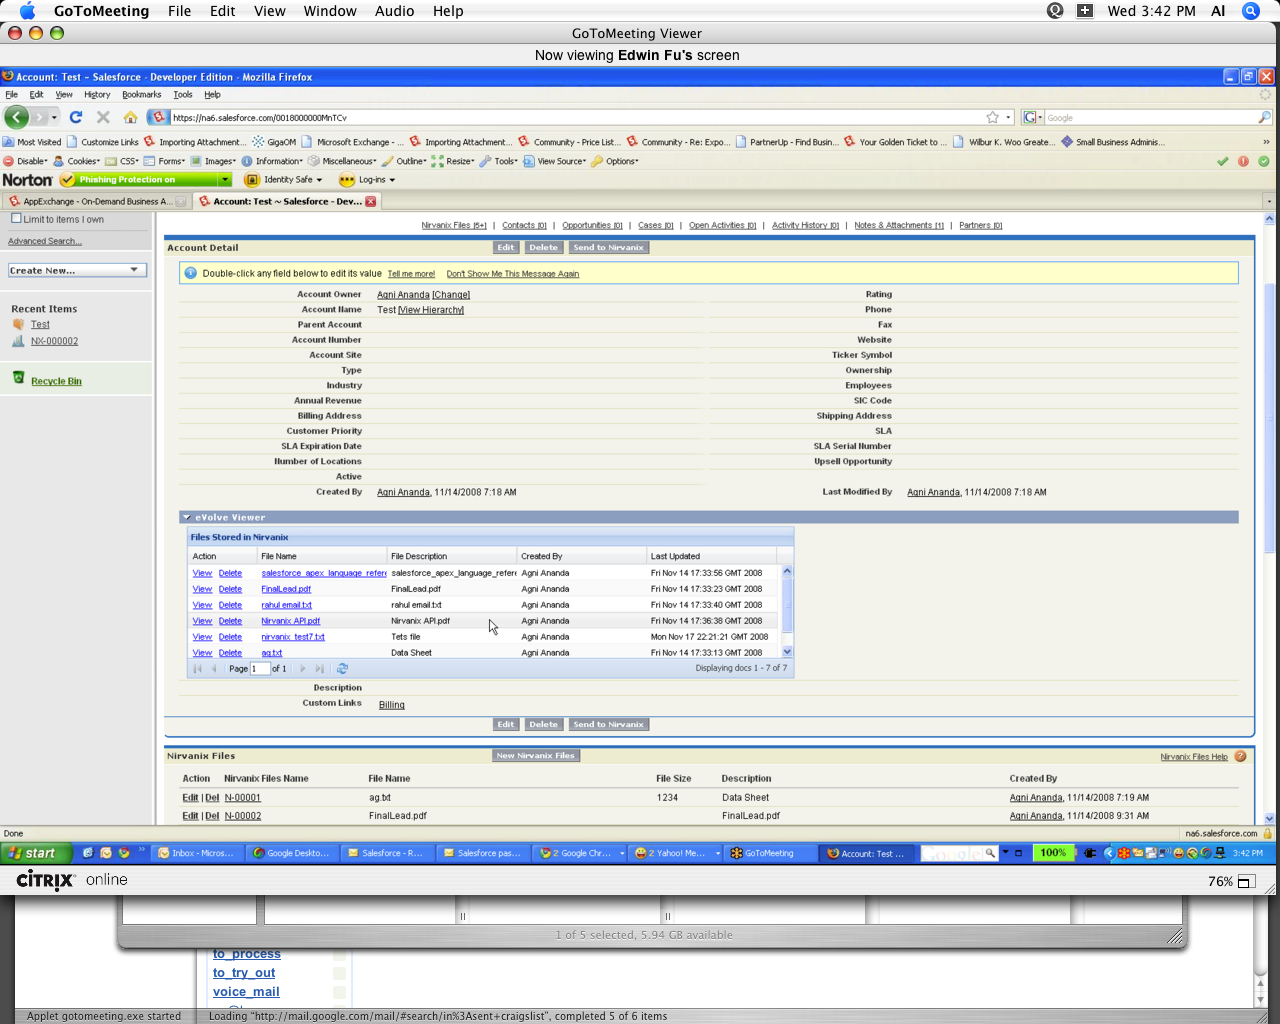 GoToMeeting File Edit View Window Audio Help Wed 3:42 PM Al
GoToMeeting Viewer
Now viewing Edwin Fu's screen
Account: Test ~ Salesforce - Developer Edition - Mozilla Firefox
File Edit View History Bookmarks Tools Help
https://na6.salesforce.com/0018000000MnTCv Google
Most Visited Customize Links Importing Attachment... GigaOM Microsoft Exchange - ... Importing Attachment... Community - Price List... Community - Re: Expo... PartnerUp - Find Busin... Your Golden Ticket to ... Wilbur K. Woo Greate... Small Business Adminis... »
Disable Cookies CSS Forms Images Information Miscellaneous Outline Resize Tools View Source Options
Norton Phishing Protection on Identity Safe Log-ins
AppExchange - On-Demand Business A... Account: Test ~ Salesforce - Dev...
Limit to items I own
Advanced Search...
Create New...
Recent Items
Test
NX-000002
Recycle Bin
Nirvanix Files [5+] | Contacts [0] | Opportunities [0] | Cases [0] | Open Activities [0] | Activity History [0] | Notes & Attachments [1] | Partners [0]
Account Detail Edit Delete Send to Nirvanix
Double-click any field below to edit its value Tell me more! Don't Show Me This Message Again
Account Owner Agni Ananda [Change] Rating
Account Name Test [View Hierarchy] Phone
Parent Account Fax
Account Number Website
Account Site Ticker Symbol
Type Ownership
Industry Employees
Annual Revenue SIC Code
Billing Address Shipping Address
Customer Priority SLA
SLA Expiration Date SLA Serial Number
Number of Locations Upsell Opportunity
Active
Created By Agni Ananda, 11/14/2008 7:18 AM Last Modified By Agni Ananda, 11/14/2008 7:18 AM
eVolve Viewer
Files Stored in Nirvanix
Action File Name File Description Created By Last Updated
View Delete salesforce_apex_language_refere salesforce_apex_language_refere Agni Ananda Fri Nov 14 17:33:56 GMT 2008
View Delete FinalLead.pdf FinalLead.pdf Agni Ananda Fri Nov 14 17:33:23 GMT 2008
View Delete rahul email.txt rahul email.txt Agni Ananda Fri Nov 14 17:33:40 GMT 2008
View Delete Nirvanix API.pdf Nirvanix API.pdf Agni Ananda Fri Nov 14 17:36:38 GMT 2008
View Delete nirvanix_test7.txt Tets file Agni Ananda Mon Nov 17 22:21:21 GMT 2008
View Delete ag.txt Data Sheet Agni Ananda Fri Nov 14 17:33:13 GMT 2008
Page 1 of 1 Displaying docs 1 - 7 of 7
Description
Custom Links Billing
Edit Delete Send to Nirvanix
Nirvanix Files New Nirvanix Files Nirvanix Files Help
Action Nirvanix Files Name File Name File Size Description Created By
Edit | Del N-00001 ag.txt 1234 Data Sheet Agni Ananda, 11/14/2008 7:19 AM
Edit | Del N-00002 FinalLead.pdf FinalLead.pdf Agni Ananda, 11/14/2008 9:31 AM
Done na6.salesforce.com
start Inbox - Micros... Google Deskto... Salesforce - R... Salesforce pas... 2 Google Chr... 2 Yahoo! Me... GoToMeeting Account: Test ... 100% 3:42 PM
CITRIX online 76%
1 of 5 selected, 5.94 GB available
to_process
to_try_out
voice_mail
Applet gotomeeting.exe started Loading "http://mail.google.com/mail/#search/in%3Asent+craigslist", completed 5 of 6 items